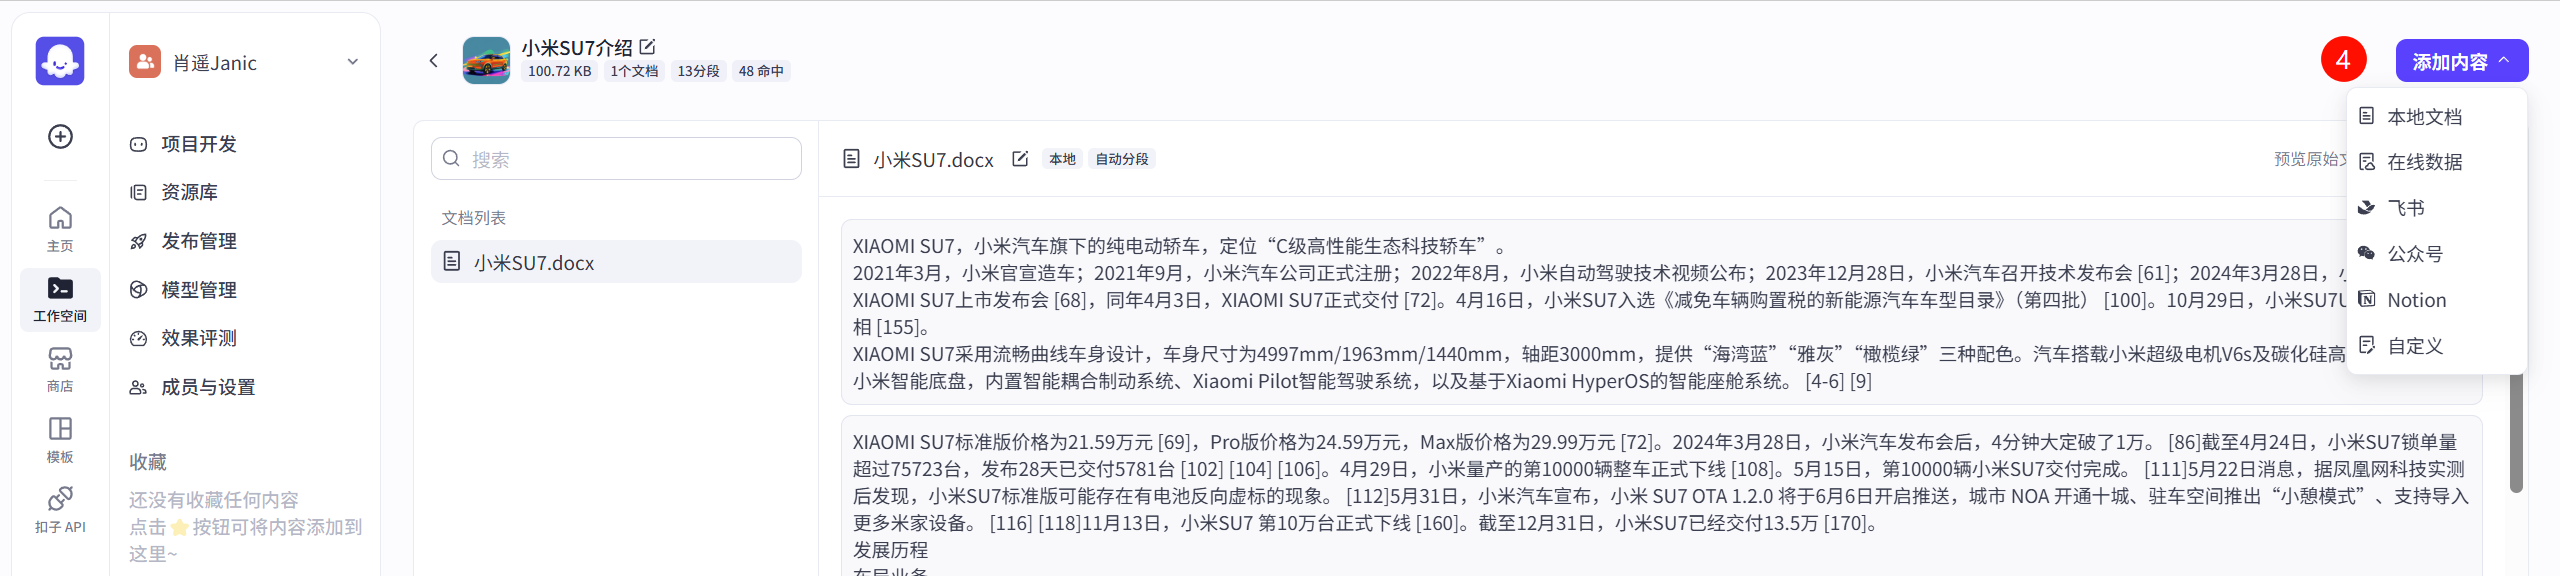 肖遥Janic
小米SU7介绍
100.72 KB 1个文档 13分段 48 命中
4
添加内容
本地文档
在线数据
飞书
公众号
Notion
自定义
主页
工作空间
商店
模板
扣子 API
项目开发
资源库
发布管理
模型管理
效果评测
成员与设置
收藏
还没有收藏任何内容
点击⭐按钮可将内容添加到
这里~
搜索
文档列表
小米SU7.docx
小米SU7.docx 本地 自动分段
预览原始
XIAOMI SU7，小米汽车旗下的纯电动轿车，定位“C级高性能生态科技轿车”。
2021年3月，小米官宣造车；2021年9月，小米汽车公司正式注册；2022年8月，小米自动驾驶技术视频公布；2023年12月28日，小米汽车召开技术发布会 [61]；2024年3月28日，
XIAOMI SU7上市发布会 [68]，同年4月3日，XIAOMI SU7正式交付 [72]。4月16日，小米SU7入选《减免车辆购置税的新能源汽车车型目录》（第四批） [100]。10月29日，小米SU7U
相 [155]。
XIAOMI SU7采用流畅曲线车身设计，车身尺寸为4997mm/1963mm/1440mm，轴距3000mm，提供“海湾蓝”“雅灰”“橄榄绿”三种配色。汽车搭载小米超级电机V6s及碳化硅高
小米智能底盘，内置智能耦合制动系统、Xiaomi Pilot智能驾驶系统，以及基于Xiaomi HyperOS的智能座舱系统。 [4-6] [9]
XIAOMI SU7标准版价格为21.59万元 [69]，Pro版价格为24.59万元，Max版价格为29.99万元 [72]。2024年3月28日，小米汽车发布会后，4分钟大定破了1万。 [86]截至4月24日，小米SU7锁单量
超过75723台，发布28天已交付5781台 [102] [104] [106]。4月29日，小米量产的第10000辆整车正式下线 [108]。5月15日，第10000辆小米SU7交付完成。 [111]5月22日消息，据凤凰网科技实测
后发现，小米SU7标准版可能存在有电池反向虚标的现象。 [112]5月31日，小米汽车宣布，小米 SU7 OTA 1.2.0 将于6月6日开启推送，城市 NOA 开通十城、驻车空间推出“小憩模式”、支持导入
更多米家设备。 [116] [118]11月13日，小米SU7 第10万台正式下线 [160]。截至12月31日，小米SU7已经交付13.5万 [170]。
发展历程